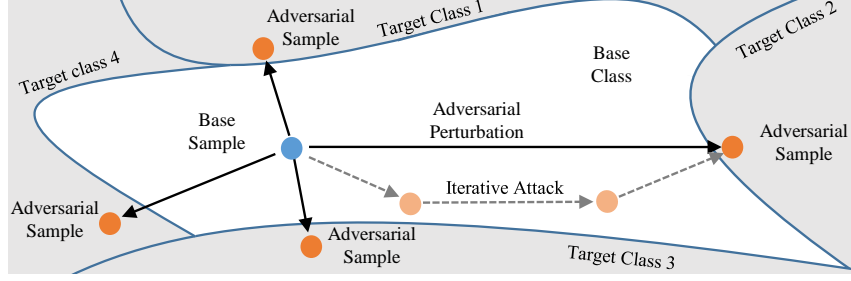 Adversarial
Sample
Target Class 1
Target Class 2
Base
Class
Target class 4
Base
Sample
Adversarial
Perturbation
Adversarial
Sample
Iterative Attack
Adversarial
Sample
Adversarial
Sample
Target Class 3